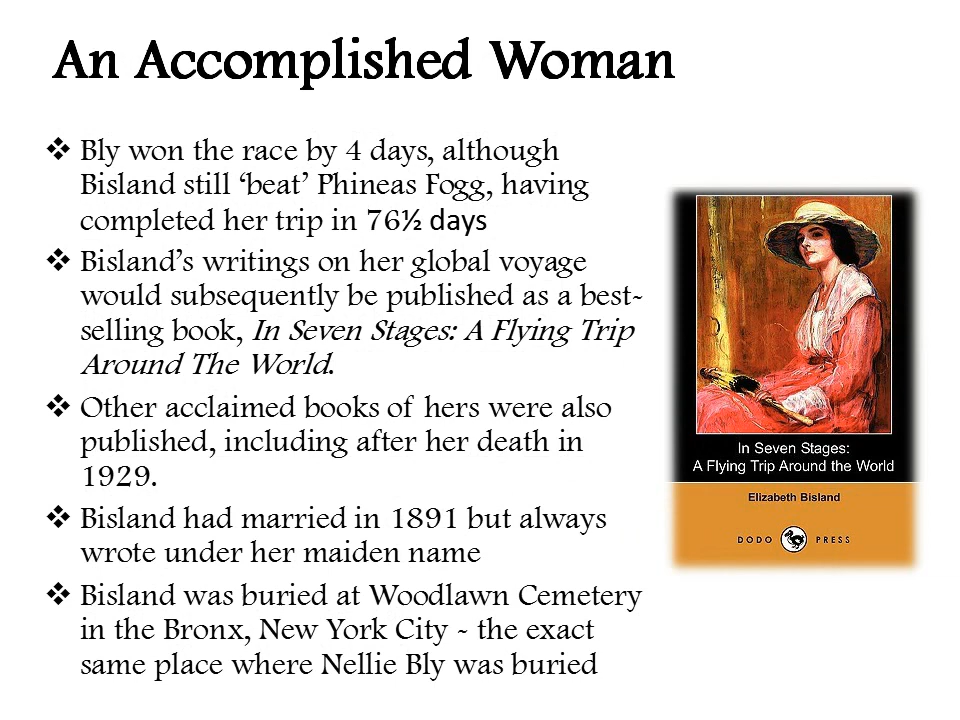 An Accomplished Woman
❖ Bly won the race by 4 days, although
Bisland still ‘beat’ Phineas Fogg, having
completed her trip in 76½ days
❖ Bisland’s writings on her global voyage
would subsequently be published as a best-
selling book, In Seven Stages: A Flying Trip
Around The World.
❖ Other acclaimed books of hers were also
published, including after her death in
1929.
❖ Bisland had married in 1891 but always
wrote under her maiden name
❖ Bisland was buried at Woodlawn Cemetery
in the Bronx, New York City - the exact
same place where Nellie Bly was buried
In Seven Stages:
A Flying Trip Around the World
Elizabeth Bisland
DODO PRESS